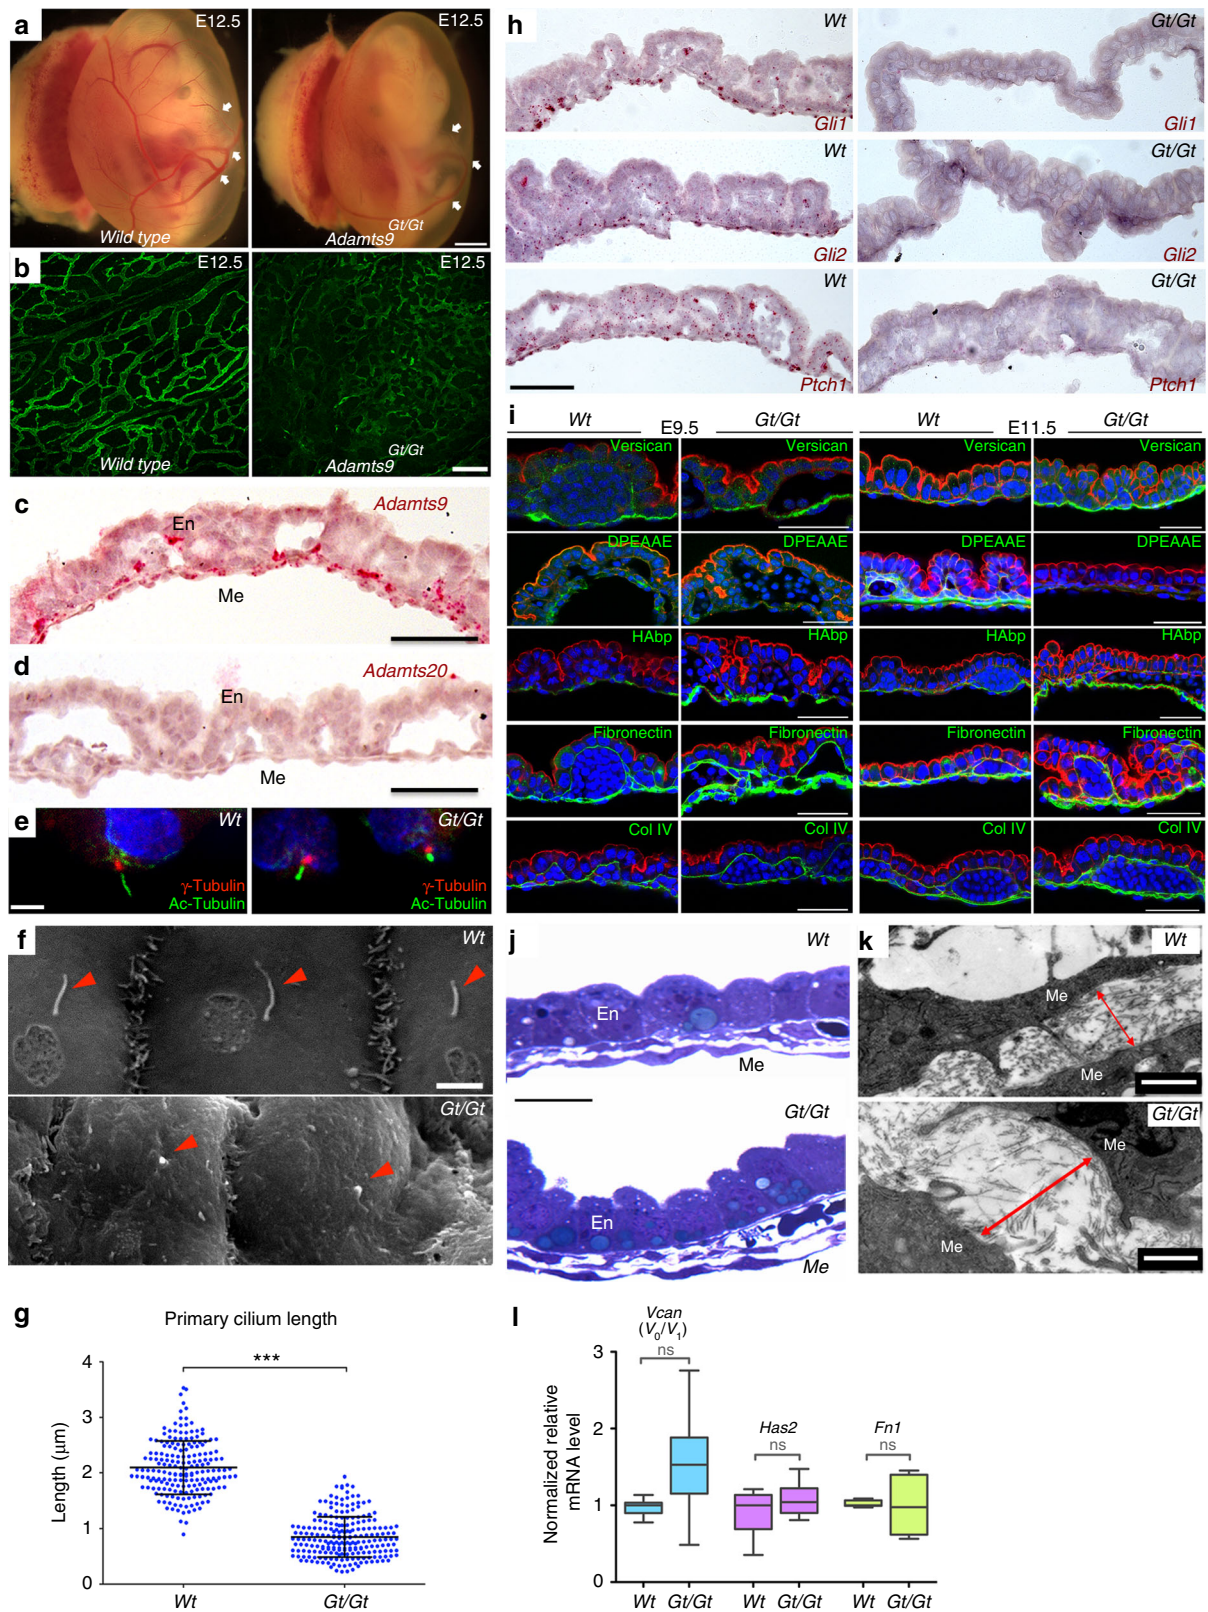 a
E12.5
Wild type
E12.5
Adamts9 Gt/Gt
b
E12.5
Wild type
E12.5
Adamts9 Gt/Gt
c
Adamts9
En
Me
d
Adamts20
En
Me
e
Wt
γ-Tubulin
Ac-Tubulin
Gt/Gt
γ-Tubulin
Ac-Tubulin
f
Wt
Gt/Gt
g
Primary cilium length
***
Length (μm)
4
3
2
1
0
Wt
Gt/Gt
h
Wt
Gli1
Gt/Gt
Gli1
Wt
Gli2
Gt/Gt
Gli2
Wt
Ptch1
Gt/Gt
Ptch1
i
Wt E9.5 Gt/Gt
Wt E11.5 Gt/Gt
Versican Versican Versican Versican
DPEAAE DPEAAE DPEAAE DPEAAE
HAbp HAbp HAbp HAbp
Fibronectin Fibronectin Fibronectin Fibronectin
Col IV Col IV Col IV Col IV
j
Wt
En
Me
Gt/Gt
En
Me
k
Wt
Me
Me
Gt/Gt
Me
Me
l
Vcan
(V0/V1)
ns
Has2
ns
Fn1
ns
Normalized relative
mRNA level
3
2
1
0
Wt Gt/Gt Wt Gt/Gt Wt Gt/Gt